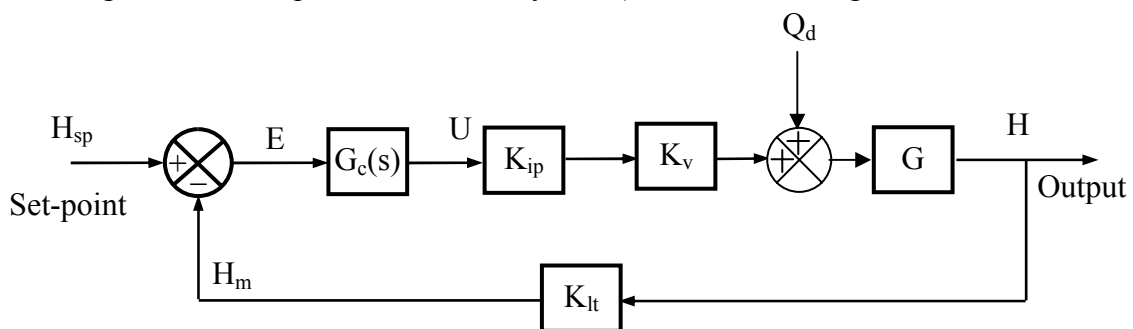 Q_d
H_sp
E
U
H
+
−
G_c(s)
K_ip
K_v
+
+
G
Set-point
Output
H_m
K_lt